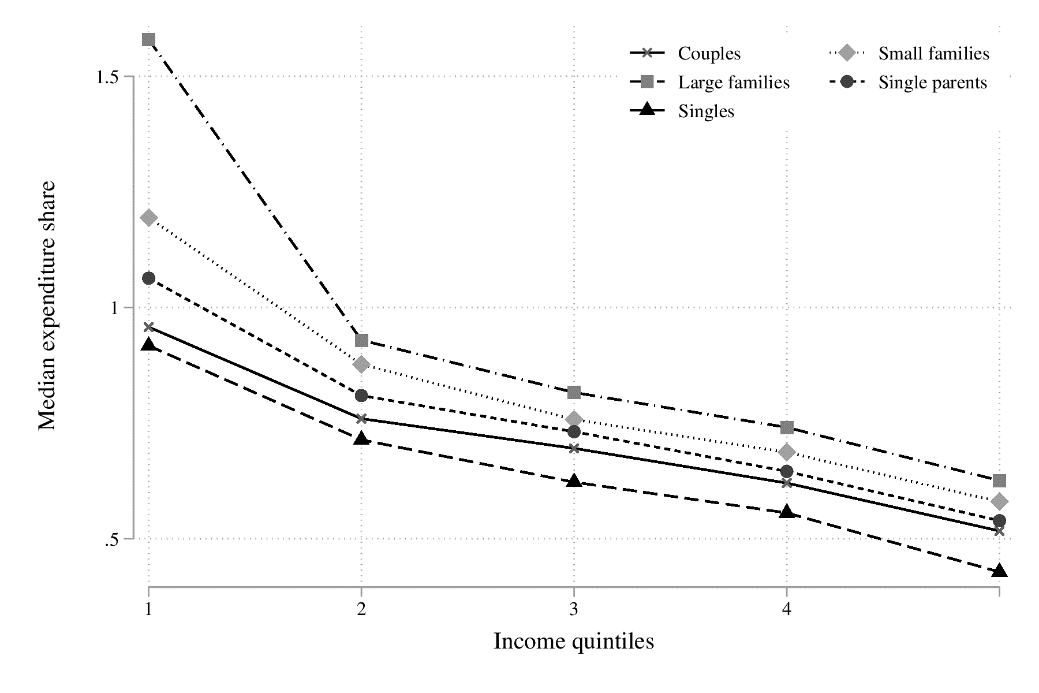 Couples
Small families
Large families
Single parents
Singles
1.5
1
.5
Median expenditure share
1
2
3
4
Income quintiles